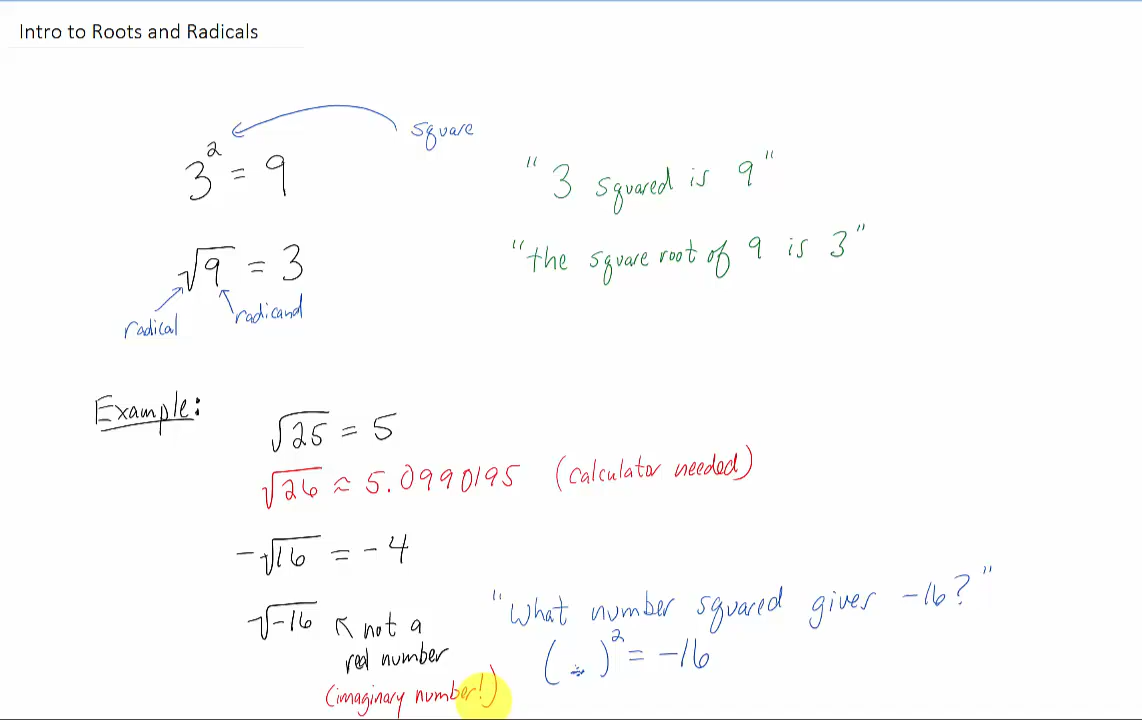 Intro to Roots and Radicals
square
3² = 9
"3 squared is 9"
√9 = 3
"the square root of 9 is 3"
radical
radicand
Example:
√25 = 5
√26 ≈ 5.0990195 (calculator needed)
-√16 = -4
√-16
not a
real number
(imaginary number!)
"What number squared gives -16?"
( )² = -16